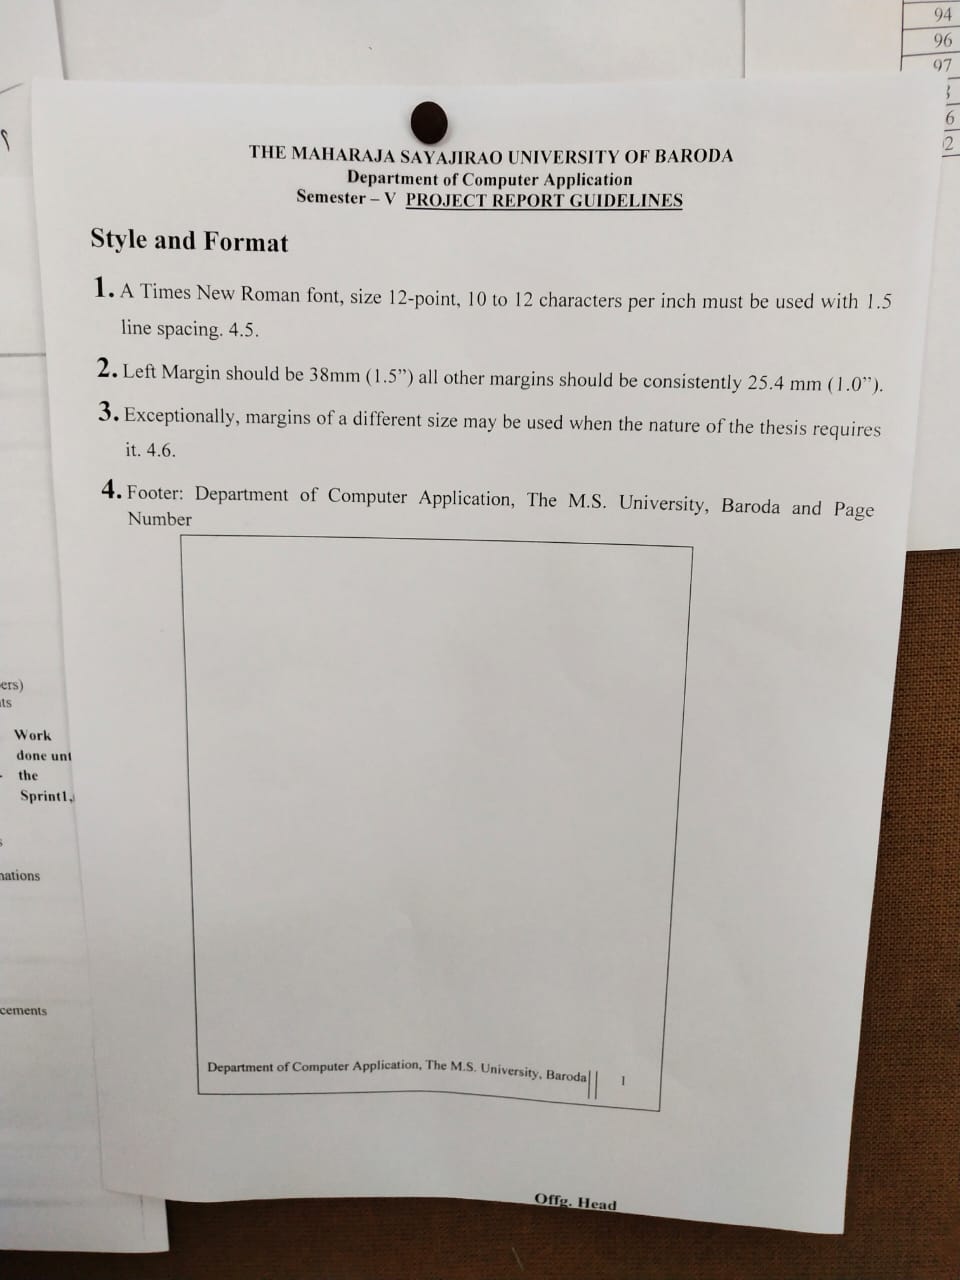 94
96
97
6
2
THE MAHARAJA SAYAJIRAO UNIVERSITY OF BARODA
Department of Computer Application
Semester – V PROJECT REPORT GUIDELINES
Style and Format
1. A Times New Roman font, size 12-point, 10 to 12 characters per inch must be used with 1.5
line spacing. 4.5.
2. Left Margin should be 38mm (1.5”) all other margins should be consistently 25.4 mm (1.0”).
3. Exceptionally, margins of a different size may be used when the nature of the thesis requires
it. 4.6.
4. Footer: Department of Computer Application, The M.S. University, Baroda and Page
Number
ers)
ts
Work
done unt
the
Sprint1,
nations
cements
Department of Computer Application, The M.S. University, Baroda|| 1
Offg. Head